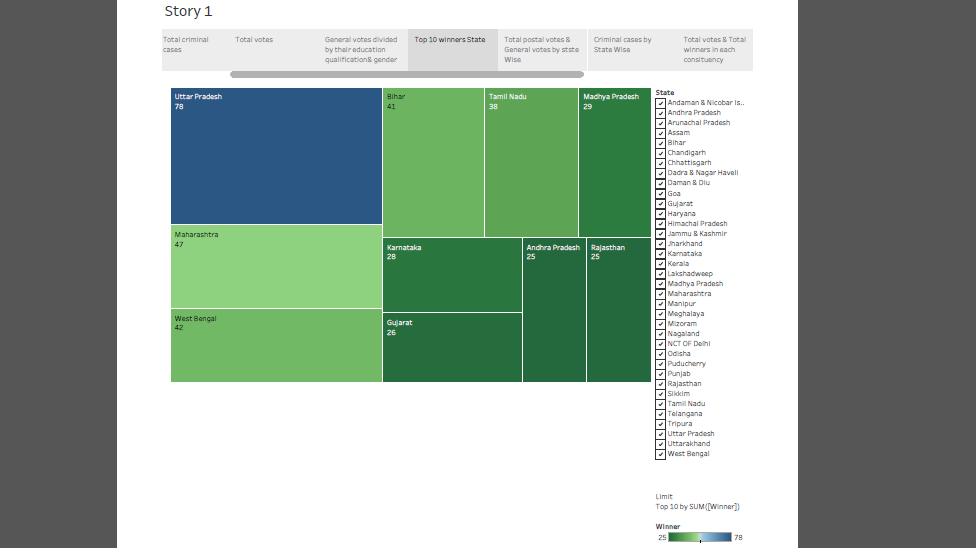 Story 1
Total criminal
cases
Total votes
General votes divided
by their education
qualification& gender
Top 10 winners State
Total postal votes &
General votes by stste
Wise
Criminal cases by
State Wise
Total votes & Total
winners in each
consituency
Uttar Pradesh
78
Bihar
41
Tamil Nadu
38
Madhya Pradesh
29
Maharashtra
47
Karnataka
28
Andhra Pradesh
25
Rajasthan
25
West Bengal
42
Gujarat
26
State
Andaman & Nicobar Is..
Andhra Pradesh
Arunachal Pradesh
Assam
Bihar
Chandigarh
Chhattisgarh
Dadra & Nagar Haveli
Daman & Diu
Goa
Gujarat
Haryana
Himachal Pradesh
Jammu & Kashmir
Jharkhand
Karnataka
Kerala
Lakshadweep
Madhya Pradesh
Maharashtra
Manipur
Meghalaya
Mizoram
Nagaland
NCT OF Delhi
Odisha
Puducherry
Punjab
Rajasthan
Sikkim
Tamil Nadu
Telangana
Tripura
Uttar Pradesh
Uttarakhand
West Bengal
Limit
Top 10 by SUM([Winner])
Winner
25 78